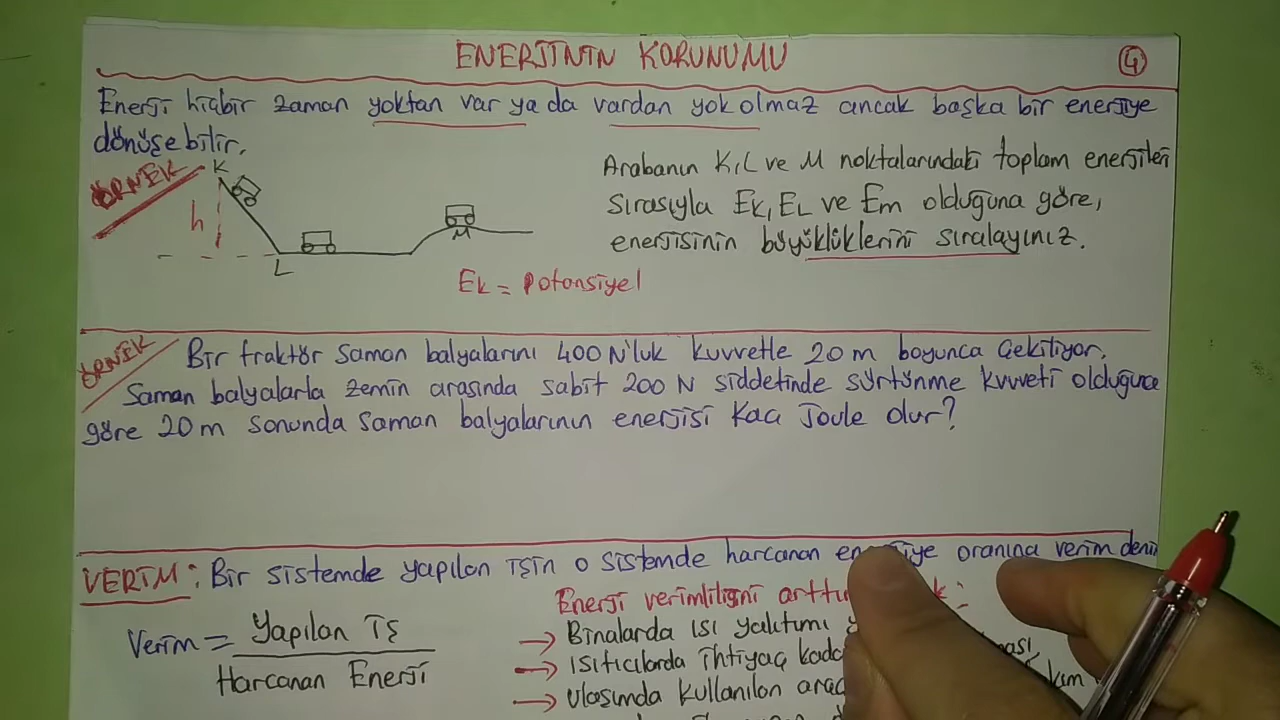 ENERJİNİN KORUNUMU
4
Enerji hiçbir zaman yoktan var ya da vardan yok olmaz ancak başka bir enerjiye
dönüşebilir.
ÖRNEK
K
h
L
M
Arabanın K,L ve M noktalarındaki toplam enerjileri
sırasıyla EK, EL ve Em olduğuna göre,
enerjisinin büyüklüklerini sıralayınız.
Ek = potansiyel
ÖRNEK
Bir traktör saman balyalarını 400 N'luk kuvvetle 20 m boyunca çekiliyor.
Saman balyalarla zemin arasında sabit 200 N şiddetinde sürtünme kuvveti olduğuna
göre 20 m sonunda saman balyalarının enerjisi kaç Joule olur?
VERİM: Bir sistemde yapılan işin o sistemde harcanan oranına verim denir
Verim = Yapılan İş
Harcanan Enerji
Enerji verimliliğini
→ Binalarda ısı yalıtımı
→ Isıtıcılarda ihtiyaç
→ Ulaşımda kullanılan